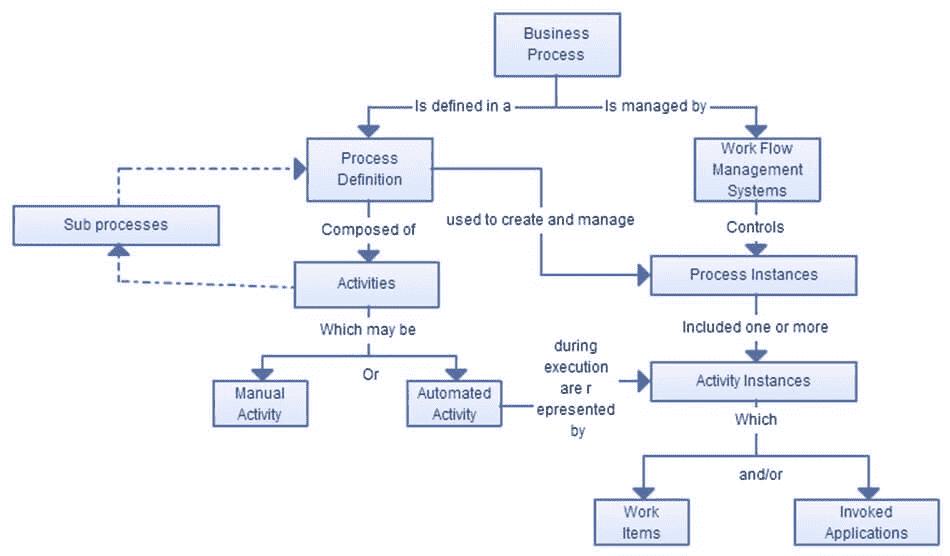 Business
Process
Is defined in a
Is managed by
Process
Definition
Work Flow
Management
Systems
Sub processes
Composed of
used to create and manage
Controls
Activities
Process Instances
Which may be
Included one or more
Or
during
execution
are r
epresented
by
Manual
Activity
Automated
Activity
Activity Instances
Which
and/or
Work
Items
Invoked
Applications